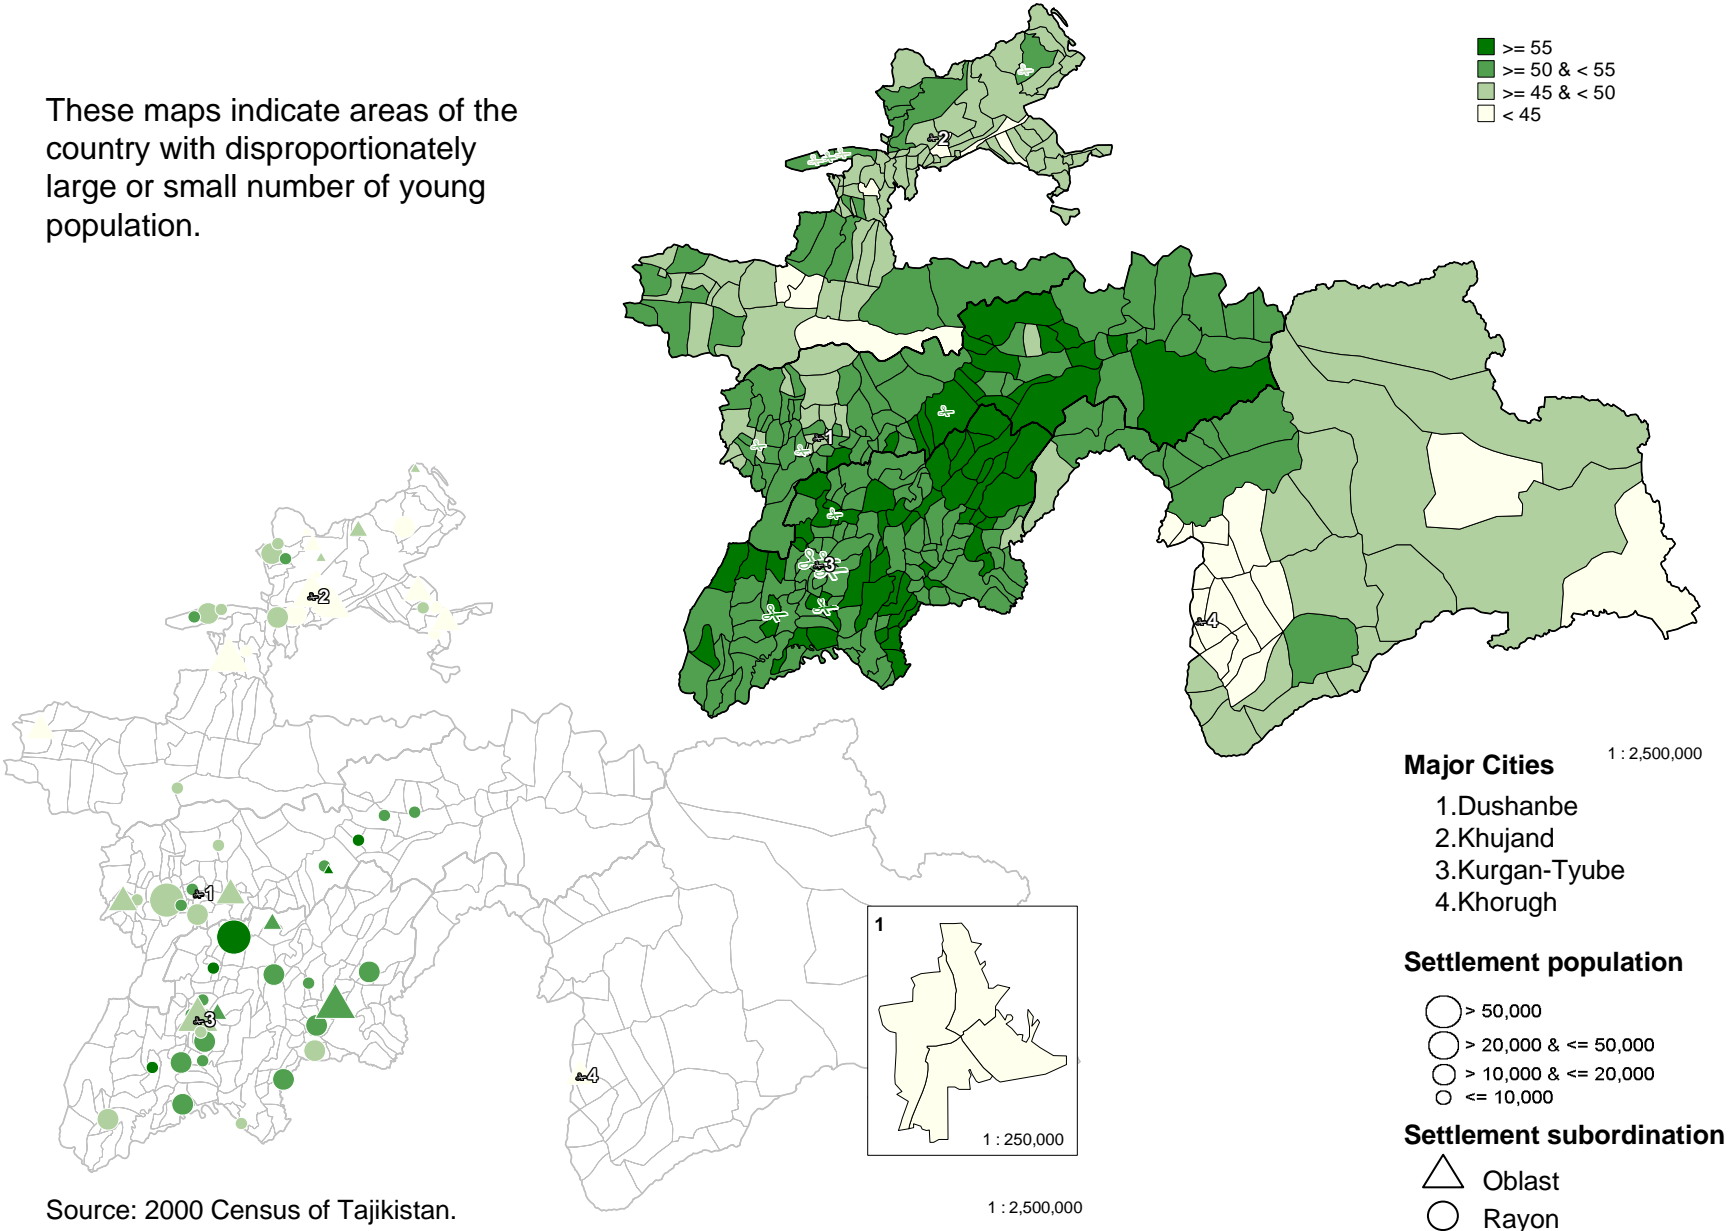 These maps indicate areas of the
country with disproportionately
large or small number of young
population.
>= 55
>= 50 & < 55
>= 45 & < 50
< 45
2
1
3
4
1 : 2,500,000
Major Cities
1.Dushanbe
2.Khujand
3.Kurgan-Tyube
4.Khorugh
2
1
3
4
1
1 : 250,000
Settlement population
> 50,000
> 20,000 & <= 50,000
> 10,000 & <= 20,000
<= 10,000
Settlement subordination
Oblast
Rayon
Source: 2000 Census of Tajikistan.
1 : 2,500,000